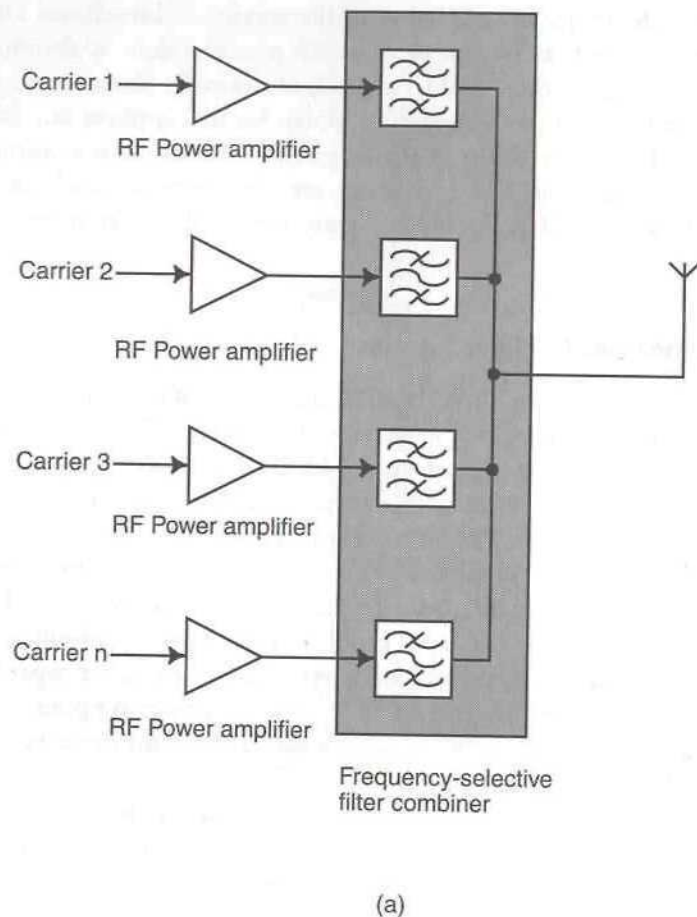 Carrier 1
RF Power amplifier
Carrier 2
RF Power amplifier
Carrier 3
RF Power amplifier
Carrier n
RF Power amplifier
Frequency-selective
filter combiner
(a)